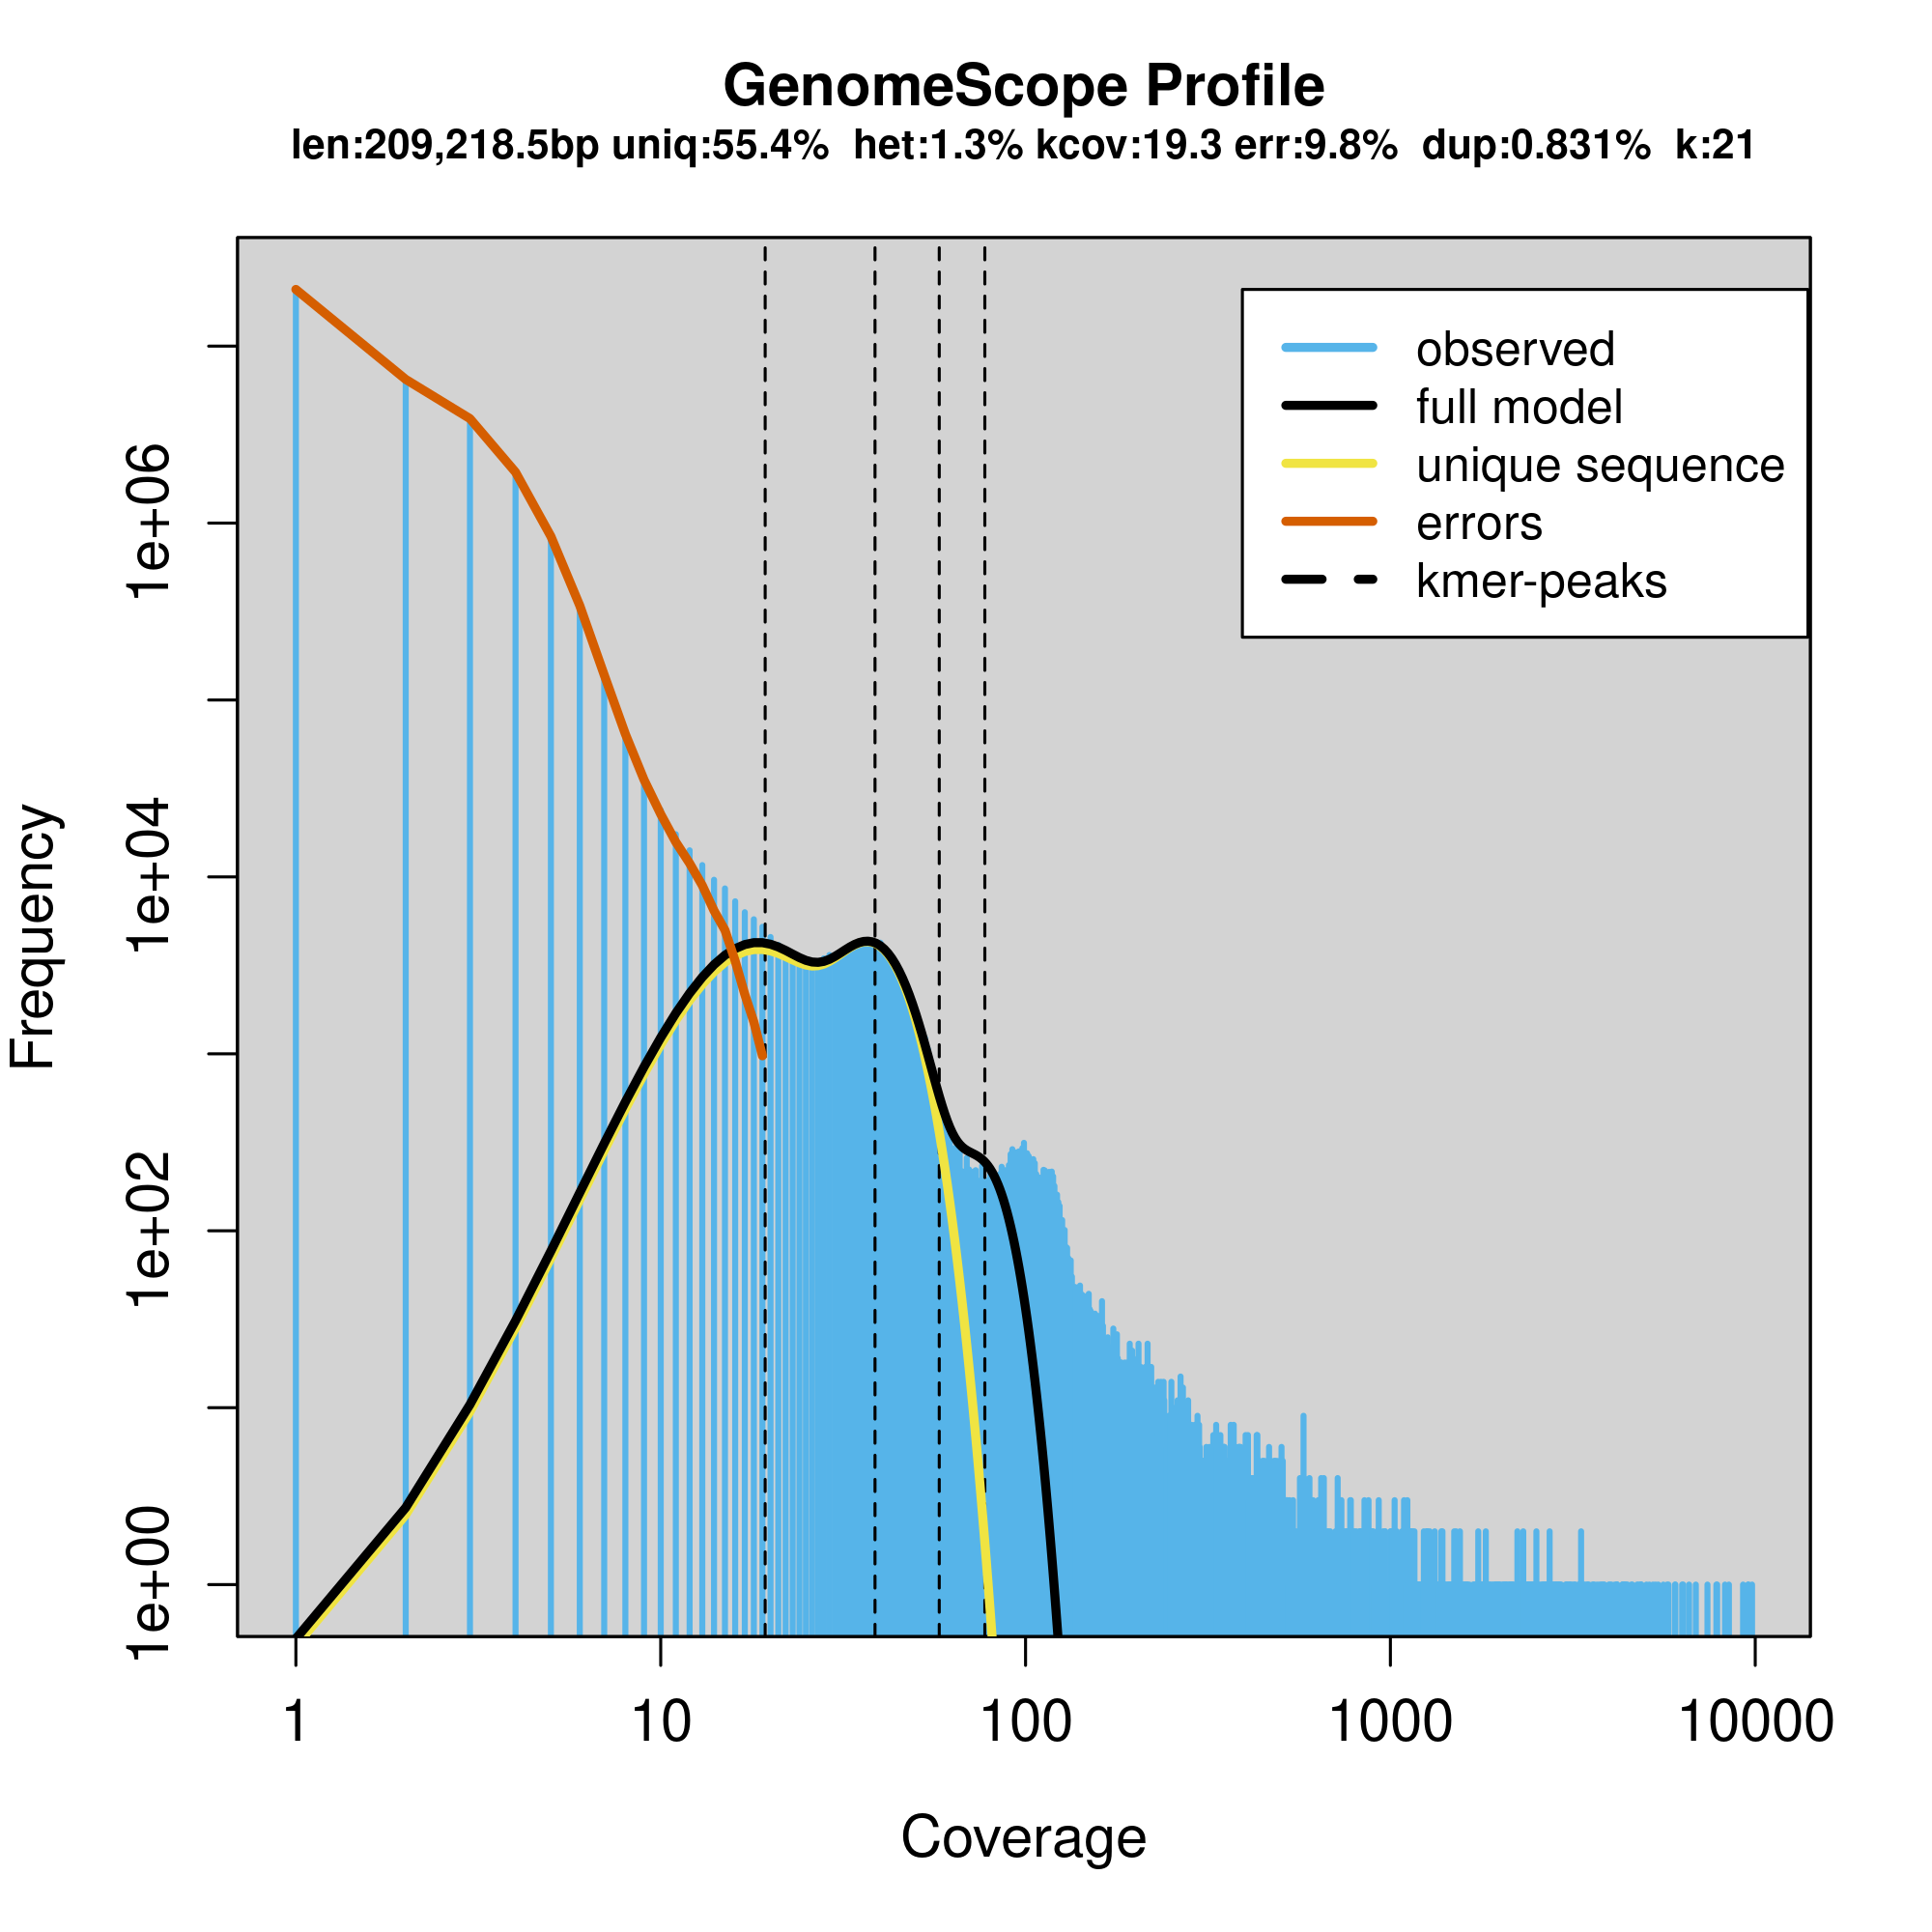 GenomeScope Profile
len:209,218.5bp uniq:55.4% het:1.3% kcov:19.3 err:9.8% dup:0.831% k:21
observed
full model
unique sequence
errors
kmer-peaks
Frequency
1e+06
1e+04
1e+02
1e+00
1 10 100 1000 10000
Coverage